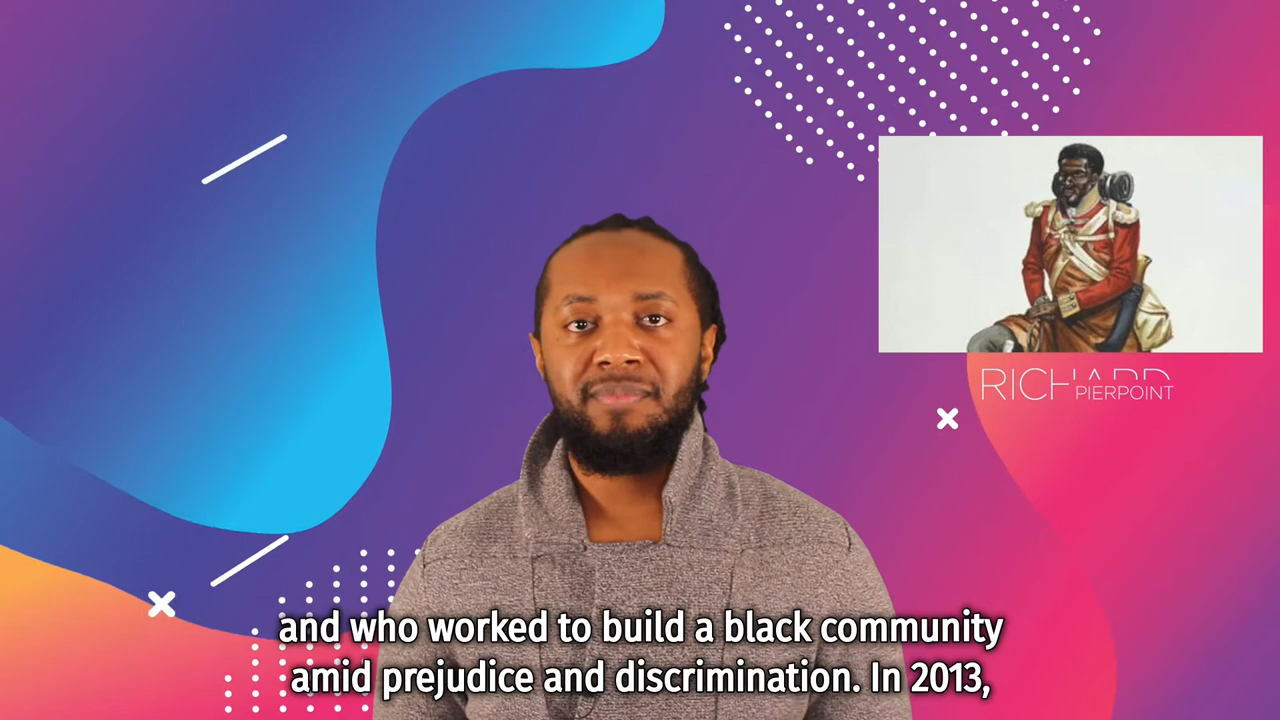 RICHARD
PIERPOINT
and who worked to build a black community
amid prejudice and discrimination. In 2013,